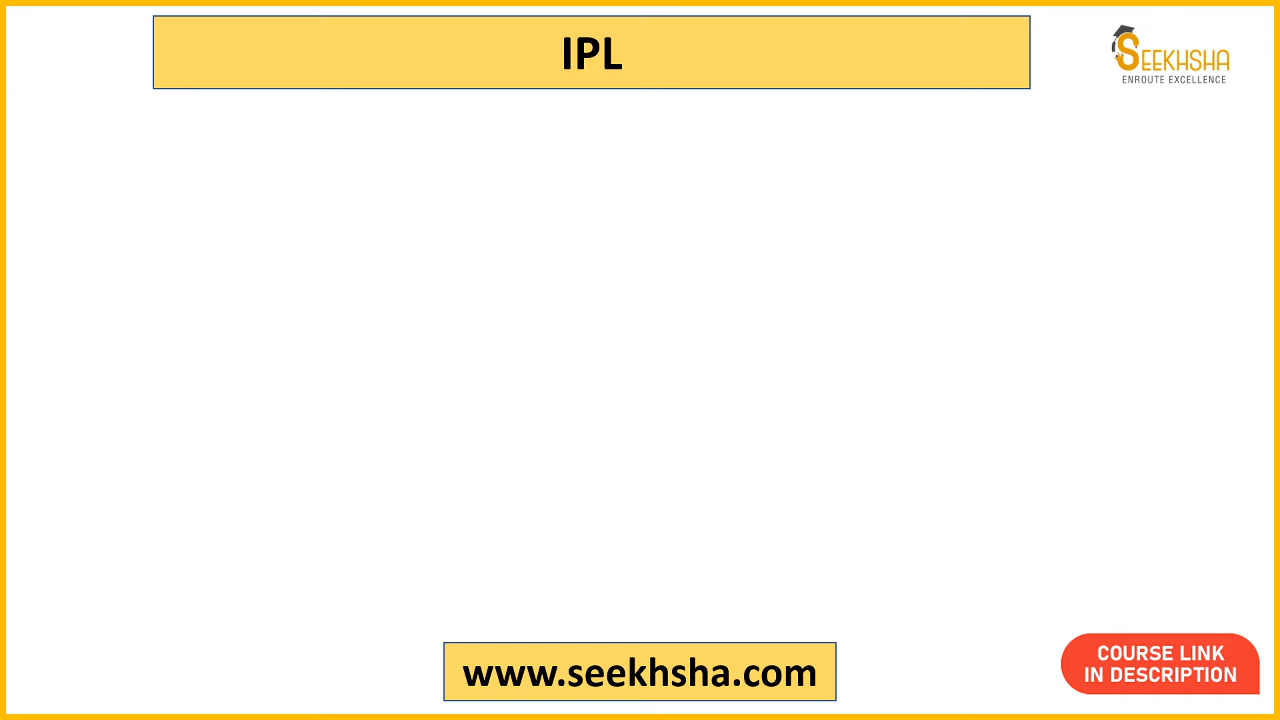 IPL
SEEKHSHA
ENROUTE EXCELLENCE
www.seekhsha.com
COURSE LINK
IN DESCRIPTION